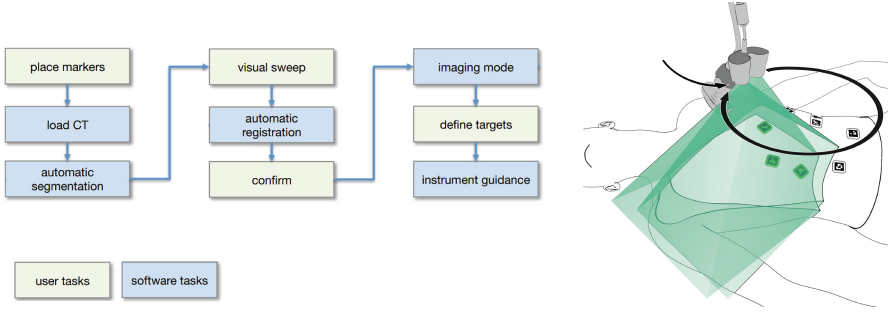 place markers
load CT
automatic
segmentation
visual sweep
automatic
registration
confirm
imaging mode
define targets
instrument guidance
user tasks
software tasks